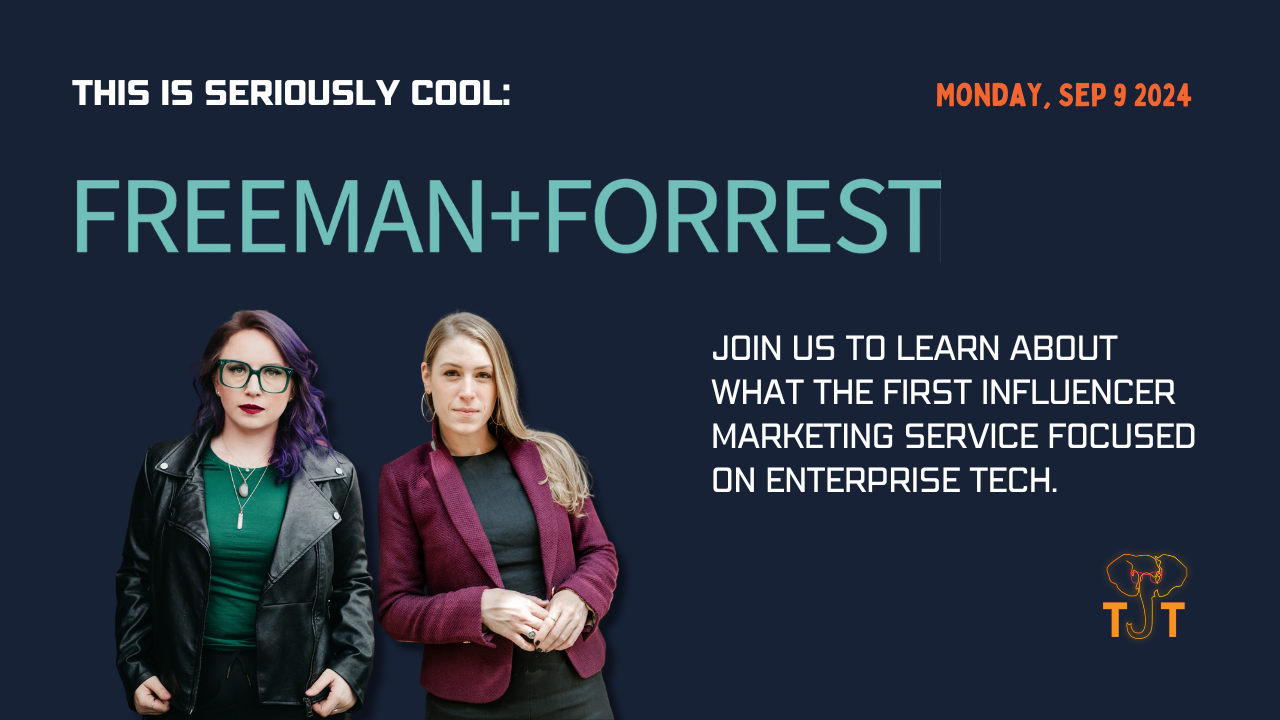 THIS IS SERIOUSLY COOL:
MONDAY, SEP 9 2024
FREEMAN+FORREST
JOIN US TO LEARN ABOUT
WHAT THE FIRST INFLUENCER
MARKETING SERVICE FOCUSED
ON ENTERPRISE TECH.
TJT